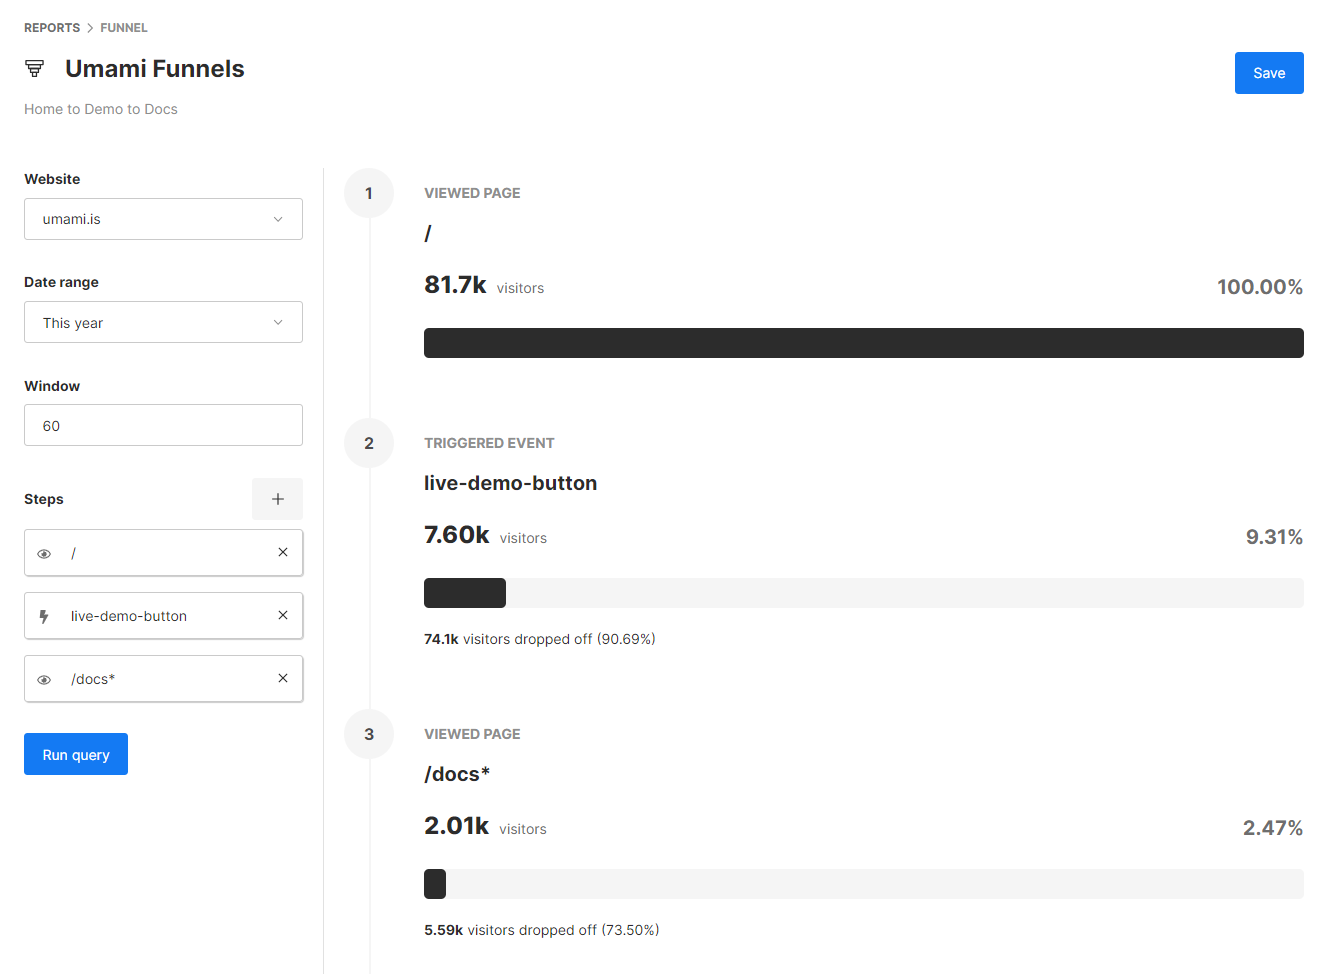 REPORTS > FUNNEL
Umami Funnels
Save
Home to Demo to Docs
Website
umami.is
Date range
This year
Window
60
Steps
+
/
live-demo-button
/docs*
Run query
1
VIEWED PAGE
/
81.7k visitors 100.00%
2
TRIGGERED EVENT
live-demo-button
7.60k visitors 9.31%
74.1k visitors dropped off (90.69%)
3
VIEWED PAGE
/docs*
2.01k visitors 2.47%
5.59k visitors dropped off (73.50%)